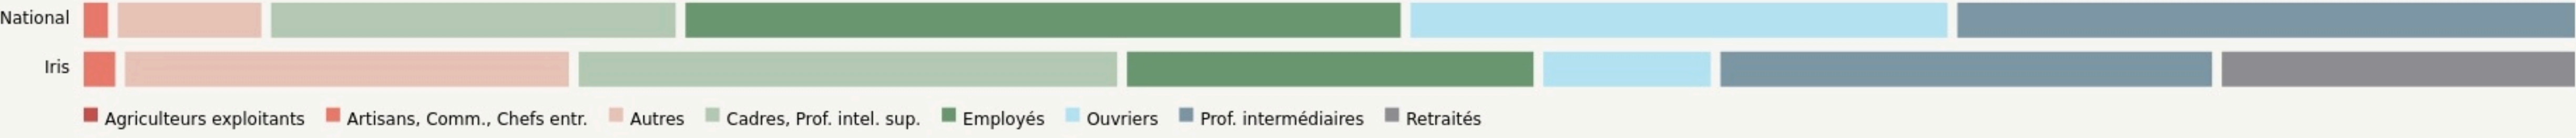 National
Iris
Agriculteurs exploitants Artisans, Comm., Chefs entr. Autres Cadres, Prof. intel. sup. Employés Ouvriers Prof. intermédiaires Retraités